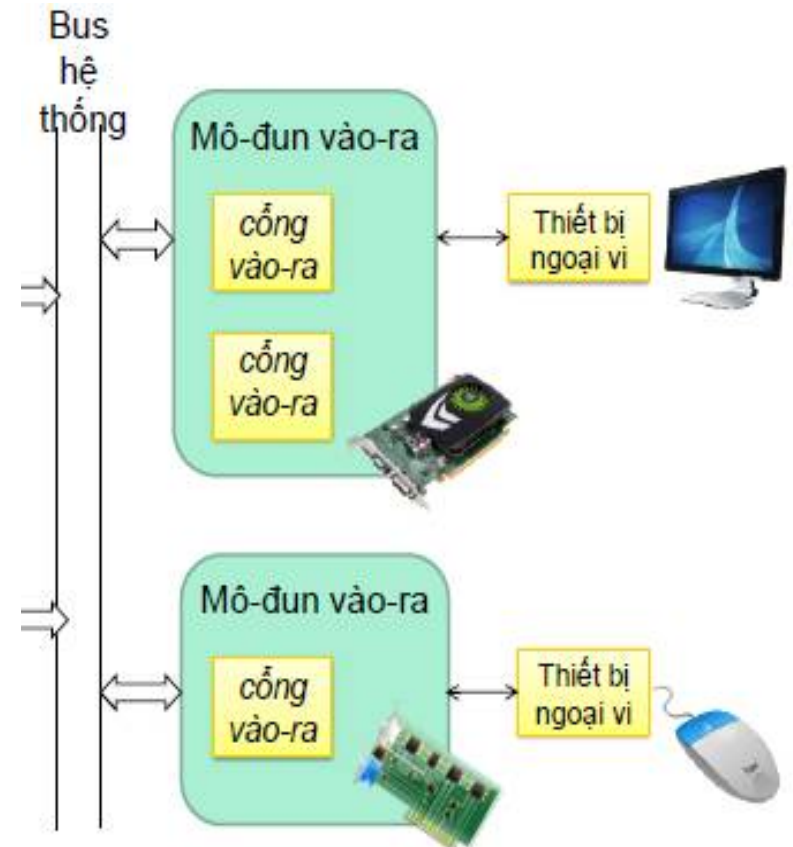 Bus
hệ
thống
Mô-đun vào-ra
cổng
vào-ra
Thiết bị
ngoại vi
cổng
vào-ra
Mô-đun vào-ra
cổng
vào-ra
Thiết bị
ngoại vi